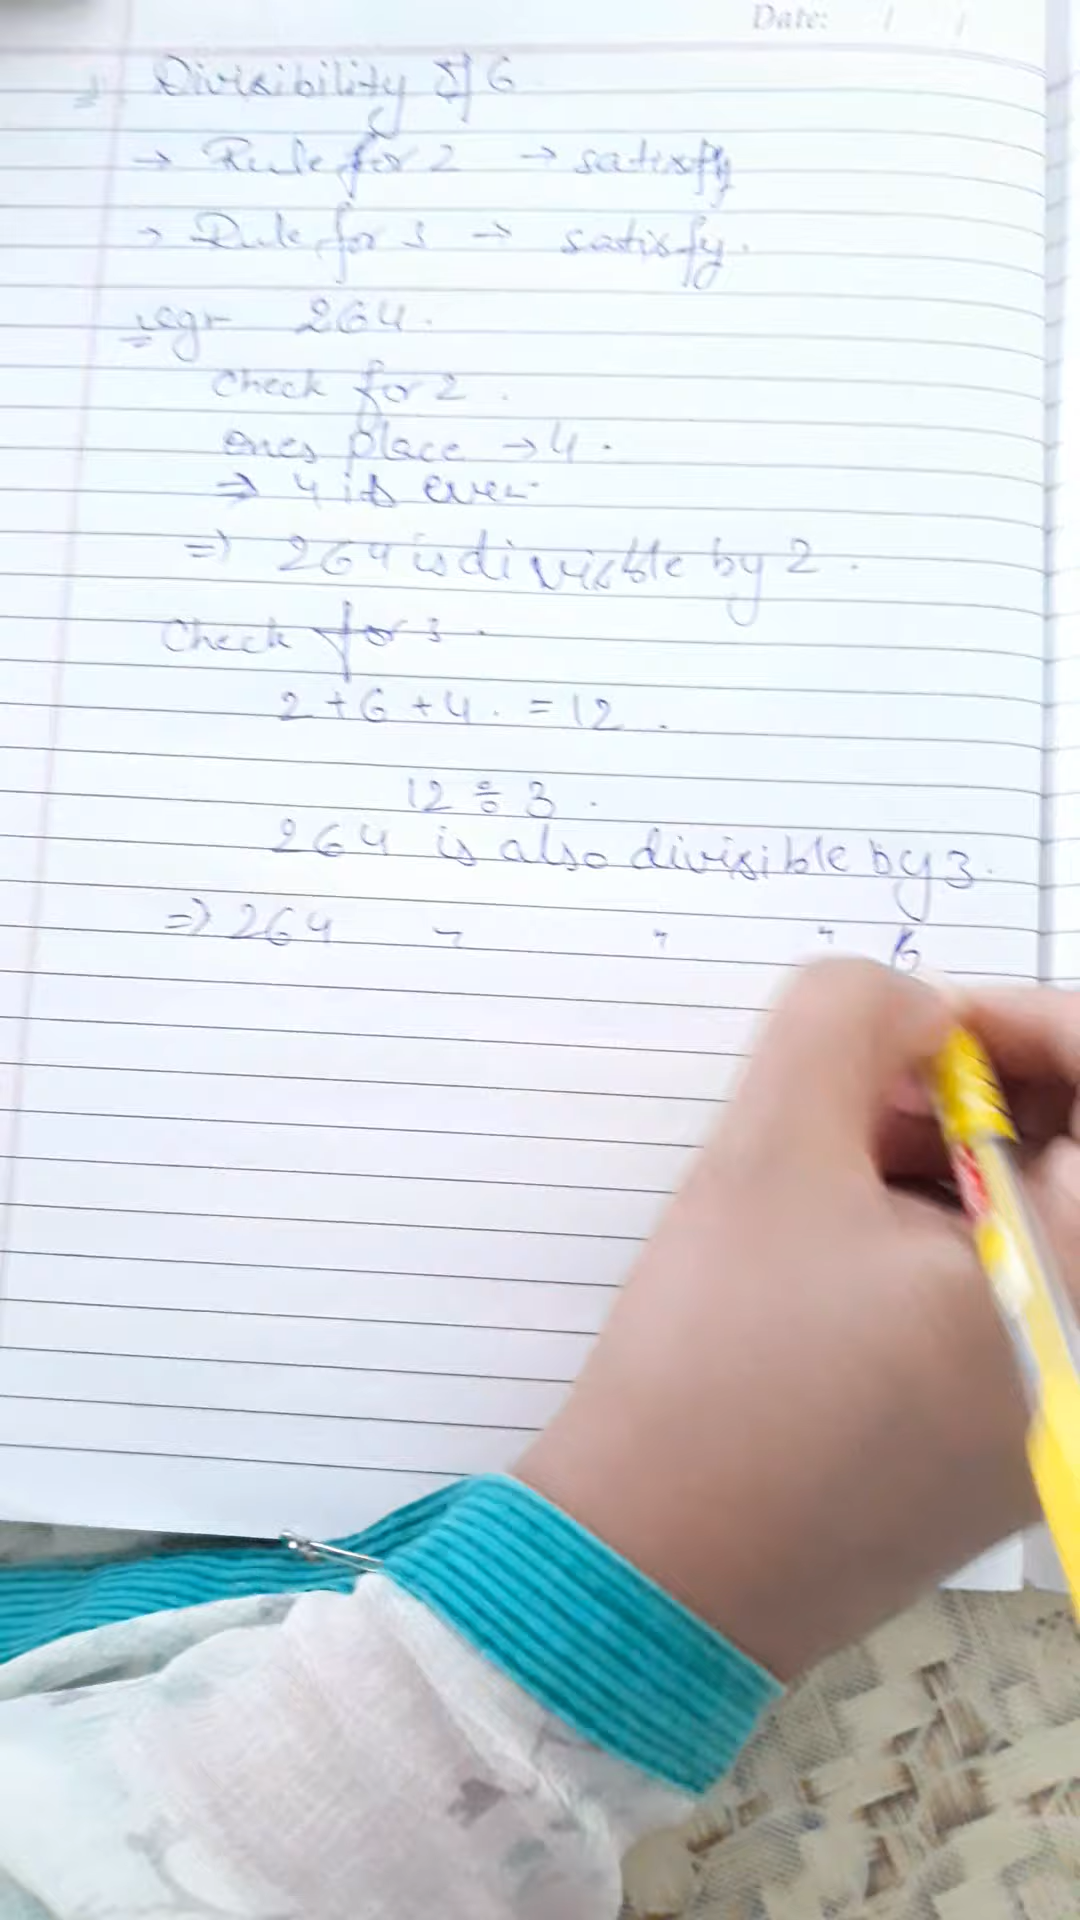 Date: / /
Divisibility of 6
→ Rule for 2 → satisfy
→ Rule for 3 → satisfy.
eg:- 264.
Check for 2.
ones place → 4.
⇒ 4 is even
⇒ 264 is divisible by 2.
Check for 3.
2 + 6 + 4. = 12.
12 ÷ 3.
264 is also divisible by 3.
⇒ 264 " " " 6